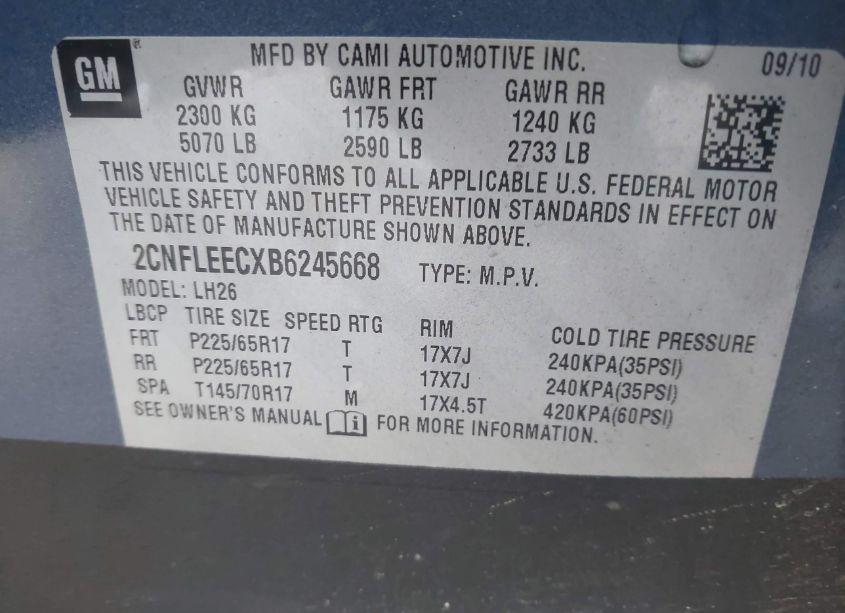 GM
MFD BY CAMI AUTOMOTIVE INC. 09/10
GVWR GAWR FRT GAWR RR
2300 KG 1175 KG 1240 KG
5070 LB 2590 LB 2733 LB
THIS VEHICLE CONFORMS TO ALL APPLICABLE U.S. FEDERAL MOTOR
VEHICLE SAFETY AND THEFT PREVENTION STANDARDS IN EFFECT ON
THE DATE OF MANUFACTURE SHOWN ABOVE.
2CNFLEECXB6245668 TYPE: M.P.V.
MODEL: LH26
LBCP TIRE SIZE SPEED RTG RIM COLD TIRE PRESSURE
FRT P225/65R17 T 17X7J 240KPA(35PSI)
RR P225/65R17 T 17X7J 240KPA(35PSI)
SPA T145/70R17 M 17X4.5T 420KPA(60PSI)
SEE OWNER'S MANUAL i FOR MORE INFORMATION.